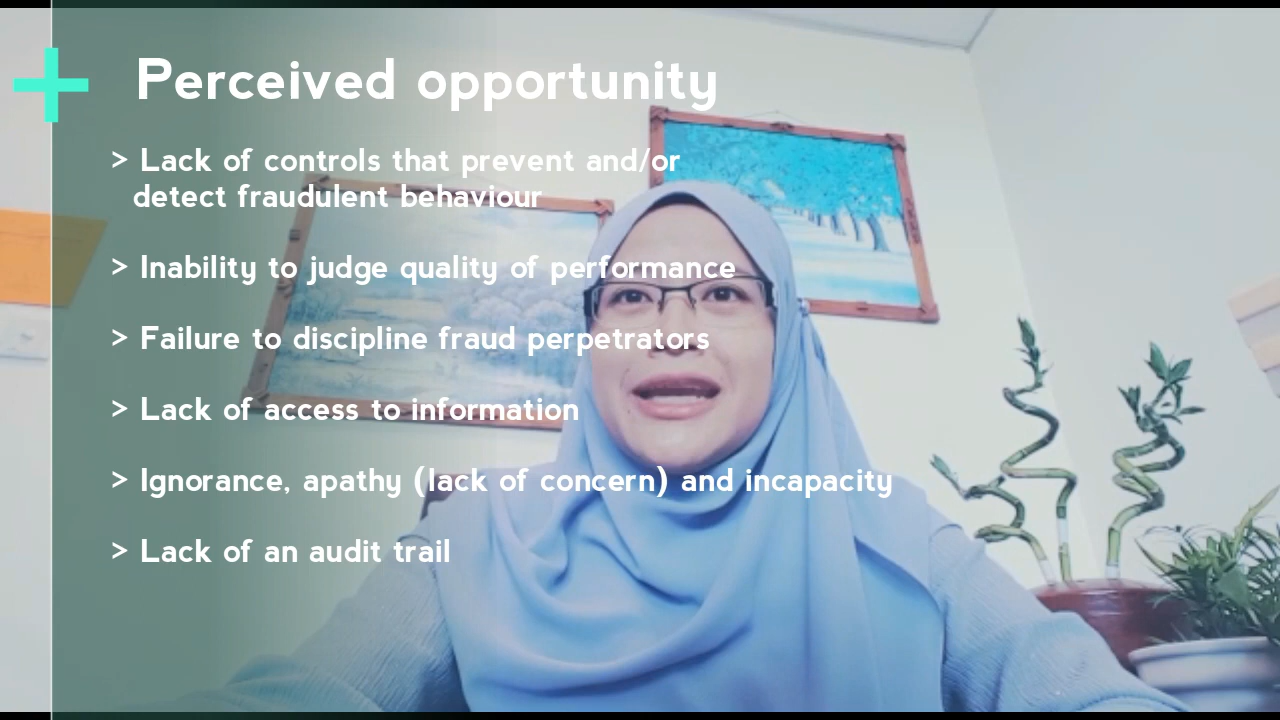 Perceived opportunity
> Lack of controls that prevent and/or
detect fraudulent behaviour
> Inability to judge quality of performance
> Failure to discipline fraud perpetrators
> Lack of access to information
> Ignorance, apathy (lack of concern) and incapacity
> Lack of an audit trail